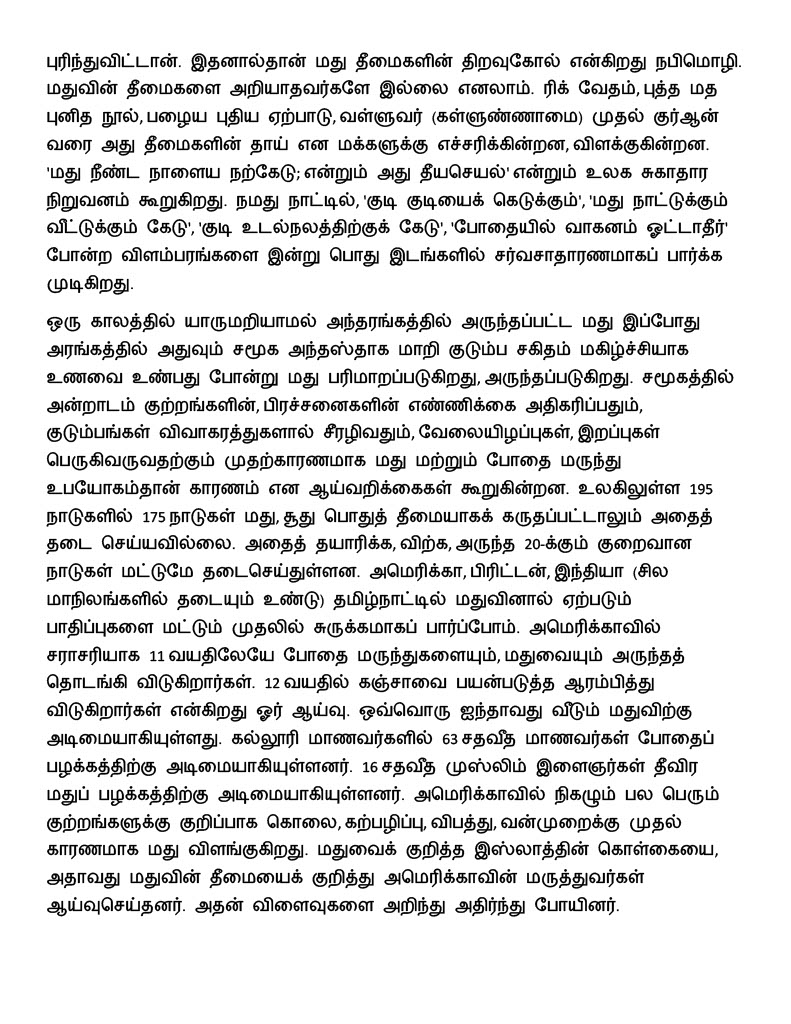 புரிந்துவிட்டான். இதனால்தான் மது தீமைகளின் திறவுகோல் என்கிறது நபிமொழி.
மதுவின் தீமைகளை அறியாதவர்களே இல்லை எனலாம். ரிக் வேதம், புத்த மத
புனித நூல், பழைய புதிய ஏற்பாடு, வள்ளுவர் (கள்ளுண்ணாமை) முதல் குர்ஆன்
வரை அது தீமைகளின் தாய் என மக்களுக்கு எச்சரிக்கின்றன, விளக்குகின்றன.
'மது நீண்ட நாளைய நற்கேடு; என்றும் அது தீயசெயல்' என்றும் உலக சுகாதார
நிறுவனம் கூறுகிறது. நமது நாட்டில், 'குடி குடியைக் கெடுக்கும்', 'மது நாட்டுக்கும்
வீட்டுக்கும் கேடு', 'குடி உடல்நலத்திற்குக் கேடு', 'போதையில் வாகனம் ஓட்டாதீர்'
போன்ற விளம்பரங்களை இன்று பொது இடங்களில் சர்வசாதாரணமாகப் பார்க்க
முடிகிறது.
ஒரு காலத்தில் யாருமறியாமல் அந்தரங்கத்தில் அருந்தப்பட்ட மது இப்போது
அரங்கத்தில் அதுவும் சமூக அந்தஸ்தாக மாறி குடும்ப சகிதம் மகிழ்ச்சியாக
உணவை உண்பது போன்று மது பரிமாறப்படுகிறது, அருந்தப்படுகிறது. சமூகத்தில்
அன்றாடம் குற்றங்களின், பிரச்சனைகளின் எண்ணிக்கை அதிகரிப்பதும்,
குடும்பங்கள் விவாகரத்துகளால் சீரழிவதும், வேலையிழப்புகள், இறப்புகள்
பெருகிவருவதற்கும் முதற்காரணமாக மது மற்றும் போதை மருந்து
உபயோகம்தான் காரணம் என ஆய்வறிக்கைகள் கூறுகின்றன. உலகிலுள்ள 195
நாடுகளில் 175 நாடுகள் மது, சூது பொதுத் தீமையாகக் கருதப்பட்டாலும் அதைத்
தடை செய்யவில்லை. அதைத் தயாரிக்க, விற்க, அருந்த 20-க்கும் குறைவான
நாடுகள் மட்டுமே தடைசெய்துள்ளன. அமெரிக்கா, பிரிட்டன், இந்தியா (சில
மாநிலங்களில் தடையும் உண்டு) தமிழ்நாட்டில் மதுவினால் ஏற்படும்
பாதிப்புகளை மட்டும் முதலில் சுருக்கமாகப் பார்ப்போம். அமெரிக்காவில்
சராசரியாக 11 வயதிலேயே போதை மருந்துகளையும், மதுவையும் அருந்தத்
தொடங்கி விடுகிறார்கள். 12 வயதில் கஞ்சாவை பயன்படுத்த ஆரம்பித்து
விடுகிறார்கள் என்கிறது ஓர் ஆய்வு. ஒவ்வொரு ஐந்தாவது வீடும் மதுவிற்கு
அடிமையாகியுள்ளது. கல்லூரி மாணவர்களில் 63 சதவீத மாணவர்கள் போதைப்
பழக்கத்திற்கு அடிமையாகியுள்ளனர். 16 சதவீத முஸ்லிம் இளைஞர்கள் தீவிர
மதுப் பழக்கத்திற்கு அடிமையாகியுள்ளனர். அமெரிக்காவில் நிகழும் பல பெரும்
குற்றங்களுக்கு குறிப்பாக கொலை, கற்பழிப்பு, விபத்து, வன்முறைக்கு முதல்
காரணமாக மது விளங்குகிறது. மதுவைக் குறித்த இஸ்லாத்தின் கொள்கையை,
அதாவது மதுவின் தீமையைக் குறித்து அமெரிக்காவின் மருத்துவர்கள்
ஆய்வுசெய்தனர். அதன் விளைவுகளை அறிந்து அதிர்ந்து போயினர்.